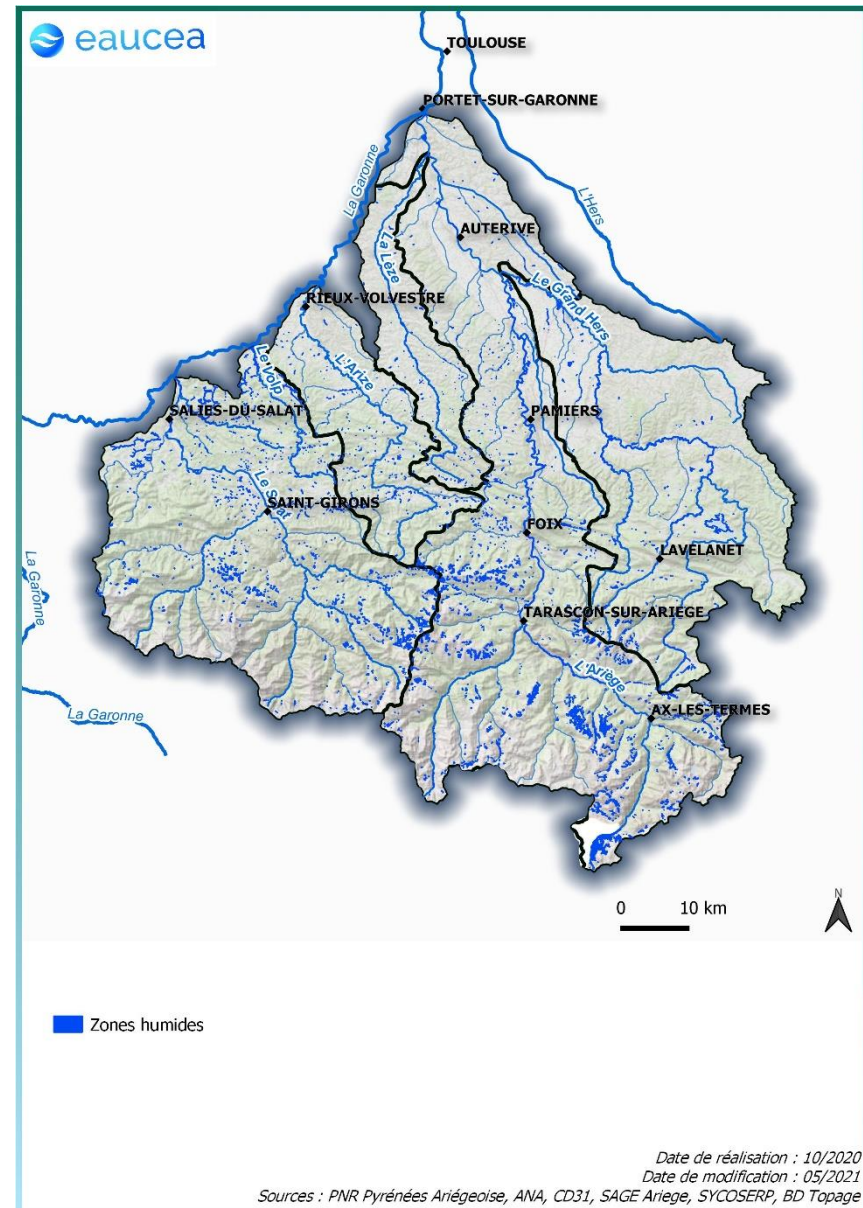 eaucea
TOULOUSE
PORTET-SUR-GARONNE
La Garonne
L'Hers
AUTERIVE
La Lèze
Le Grand Hers
RIEUX-VOLVESTRE
L'Arize
Le Volp
SALIES-DU-SALAT
PAMIERS
Le Salat
SAINT-GIRONS
FOIX
LAVELANET
La Garonne
TARASCON-SUR-ARIEGE
L'Ariège
La Garonne
AX-LES-TERMES
0 10 km
N
Zones humides
Date de réalisation : 10/2020
Date de modification : 05/2021
Sources : PNR Pyrénées Ariégeoise, ANA, CD31, SAGE Ariege, SYCOSERP, BD Topage